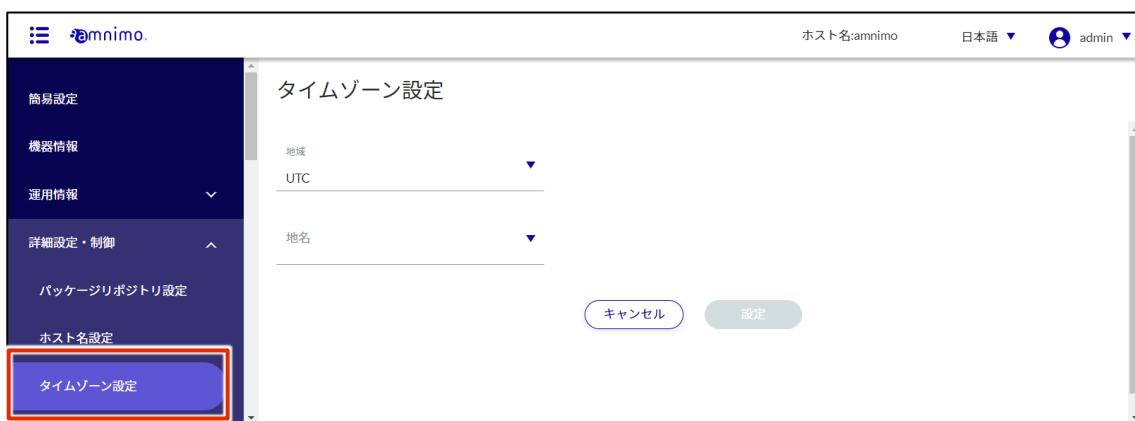 amnimo.
ホスト名:amnimo
日本語
admin
簡易設定
機器情報
運用情報
詳細設定・制御
パッケージリポジトリ設定
ホスト名設定
タイムゾーン設定
タイムゾーン設定
地域
UTC
地名
キャンセル
設定